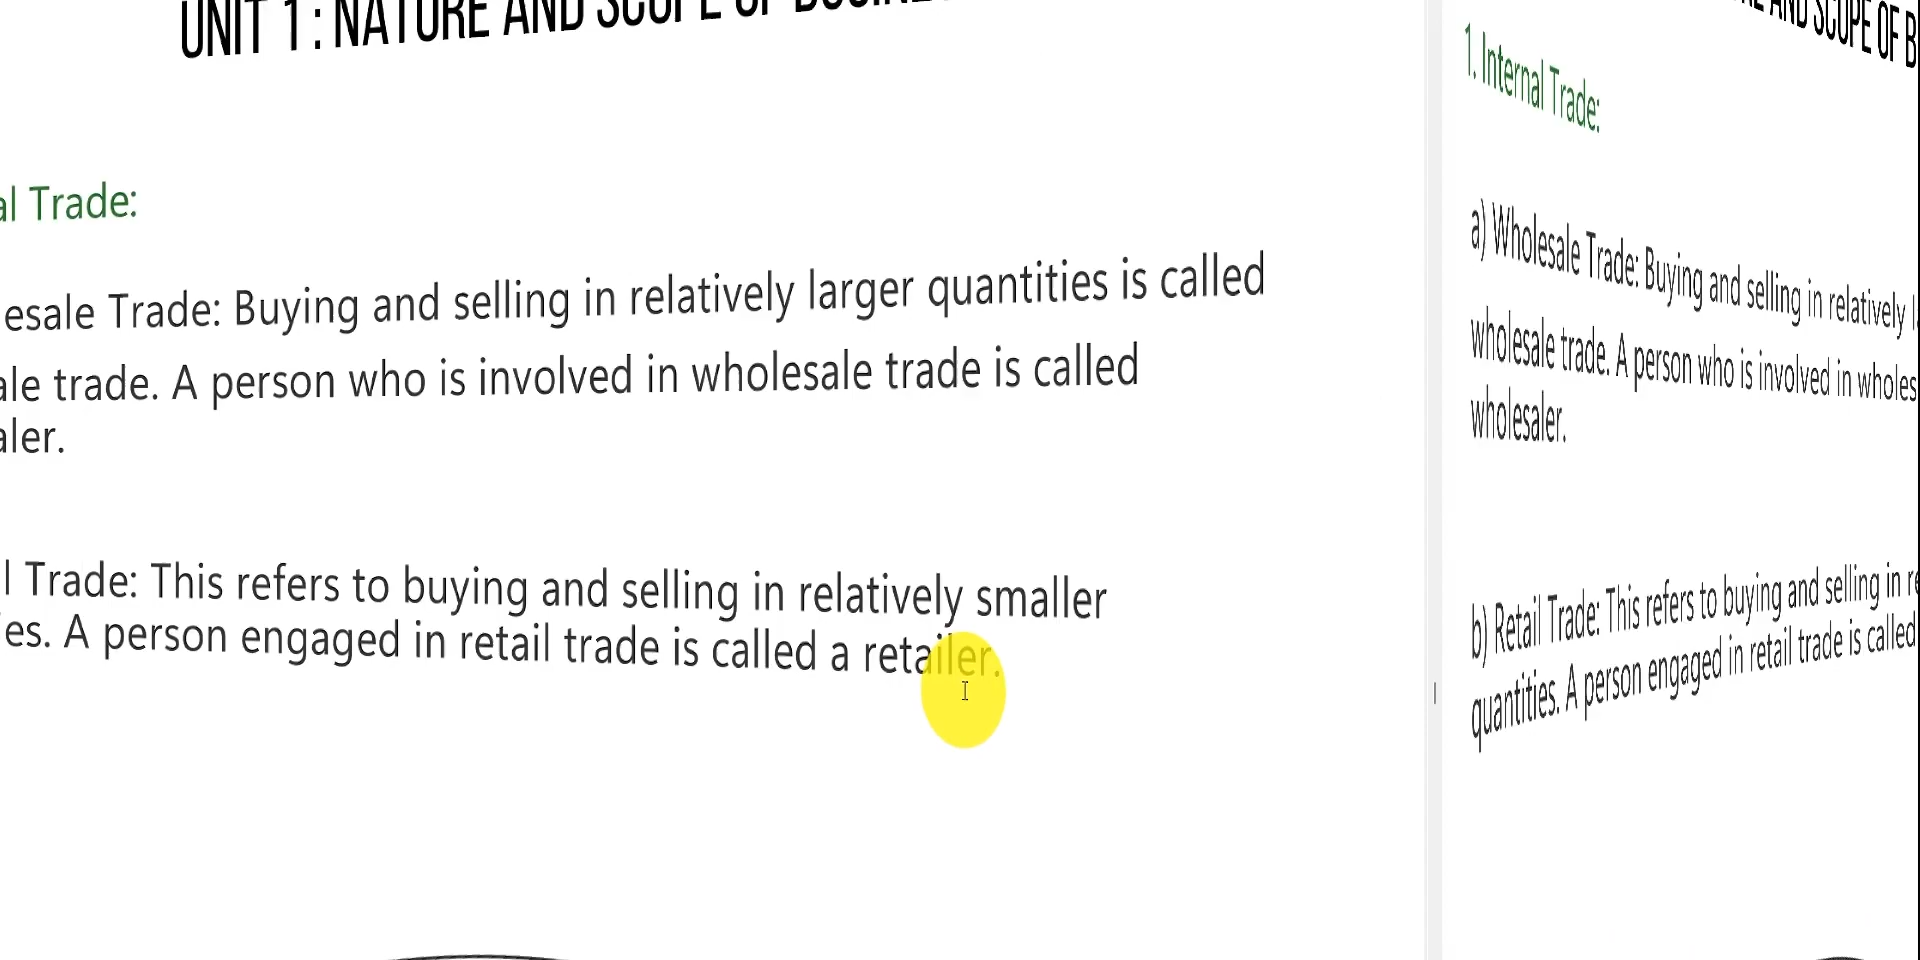 UNIT 1: NATURE AND SCOPE OF
al Trade:
esale Trade: Buying and selling in relatively larger quantities is called
ale trade. A person who is involved in wholesale trade is called
aler.
l Trade: This refers to buying and selling in relatively smaller
es. A person engaged in retail trade is called a retailer.
AND SCOPE OF B
1. Internal Trade:
a) Wholesale Trade: Buying and selling in relatively
wholesale trade. A person who is involved in wholes
wholesaler.
b) Retail Trade: This refers to buying and selling in re
quantities. A person engaged in retail trade is called